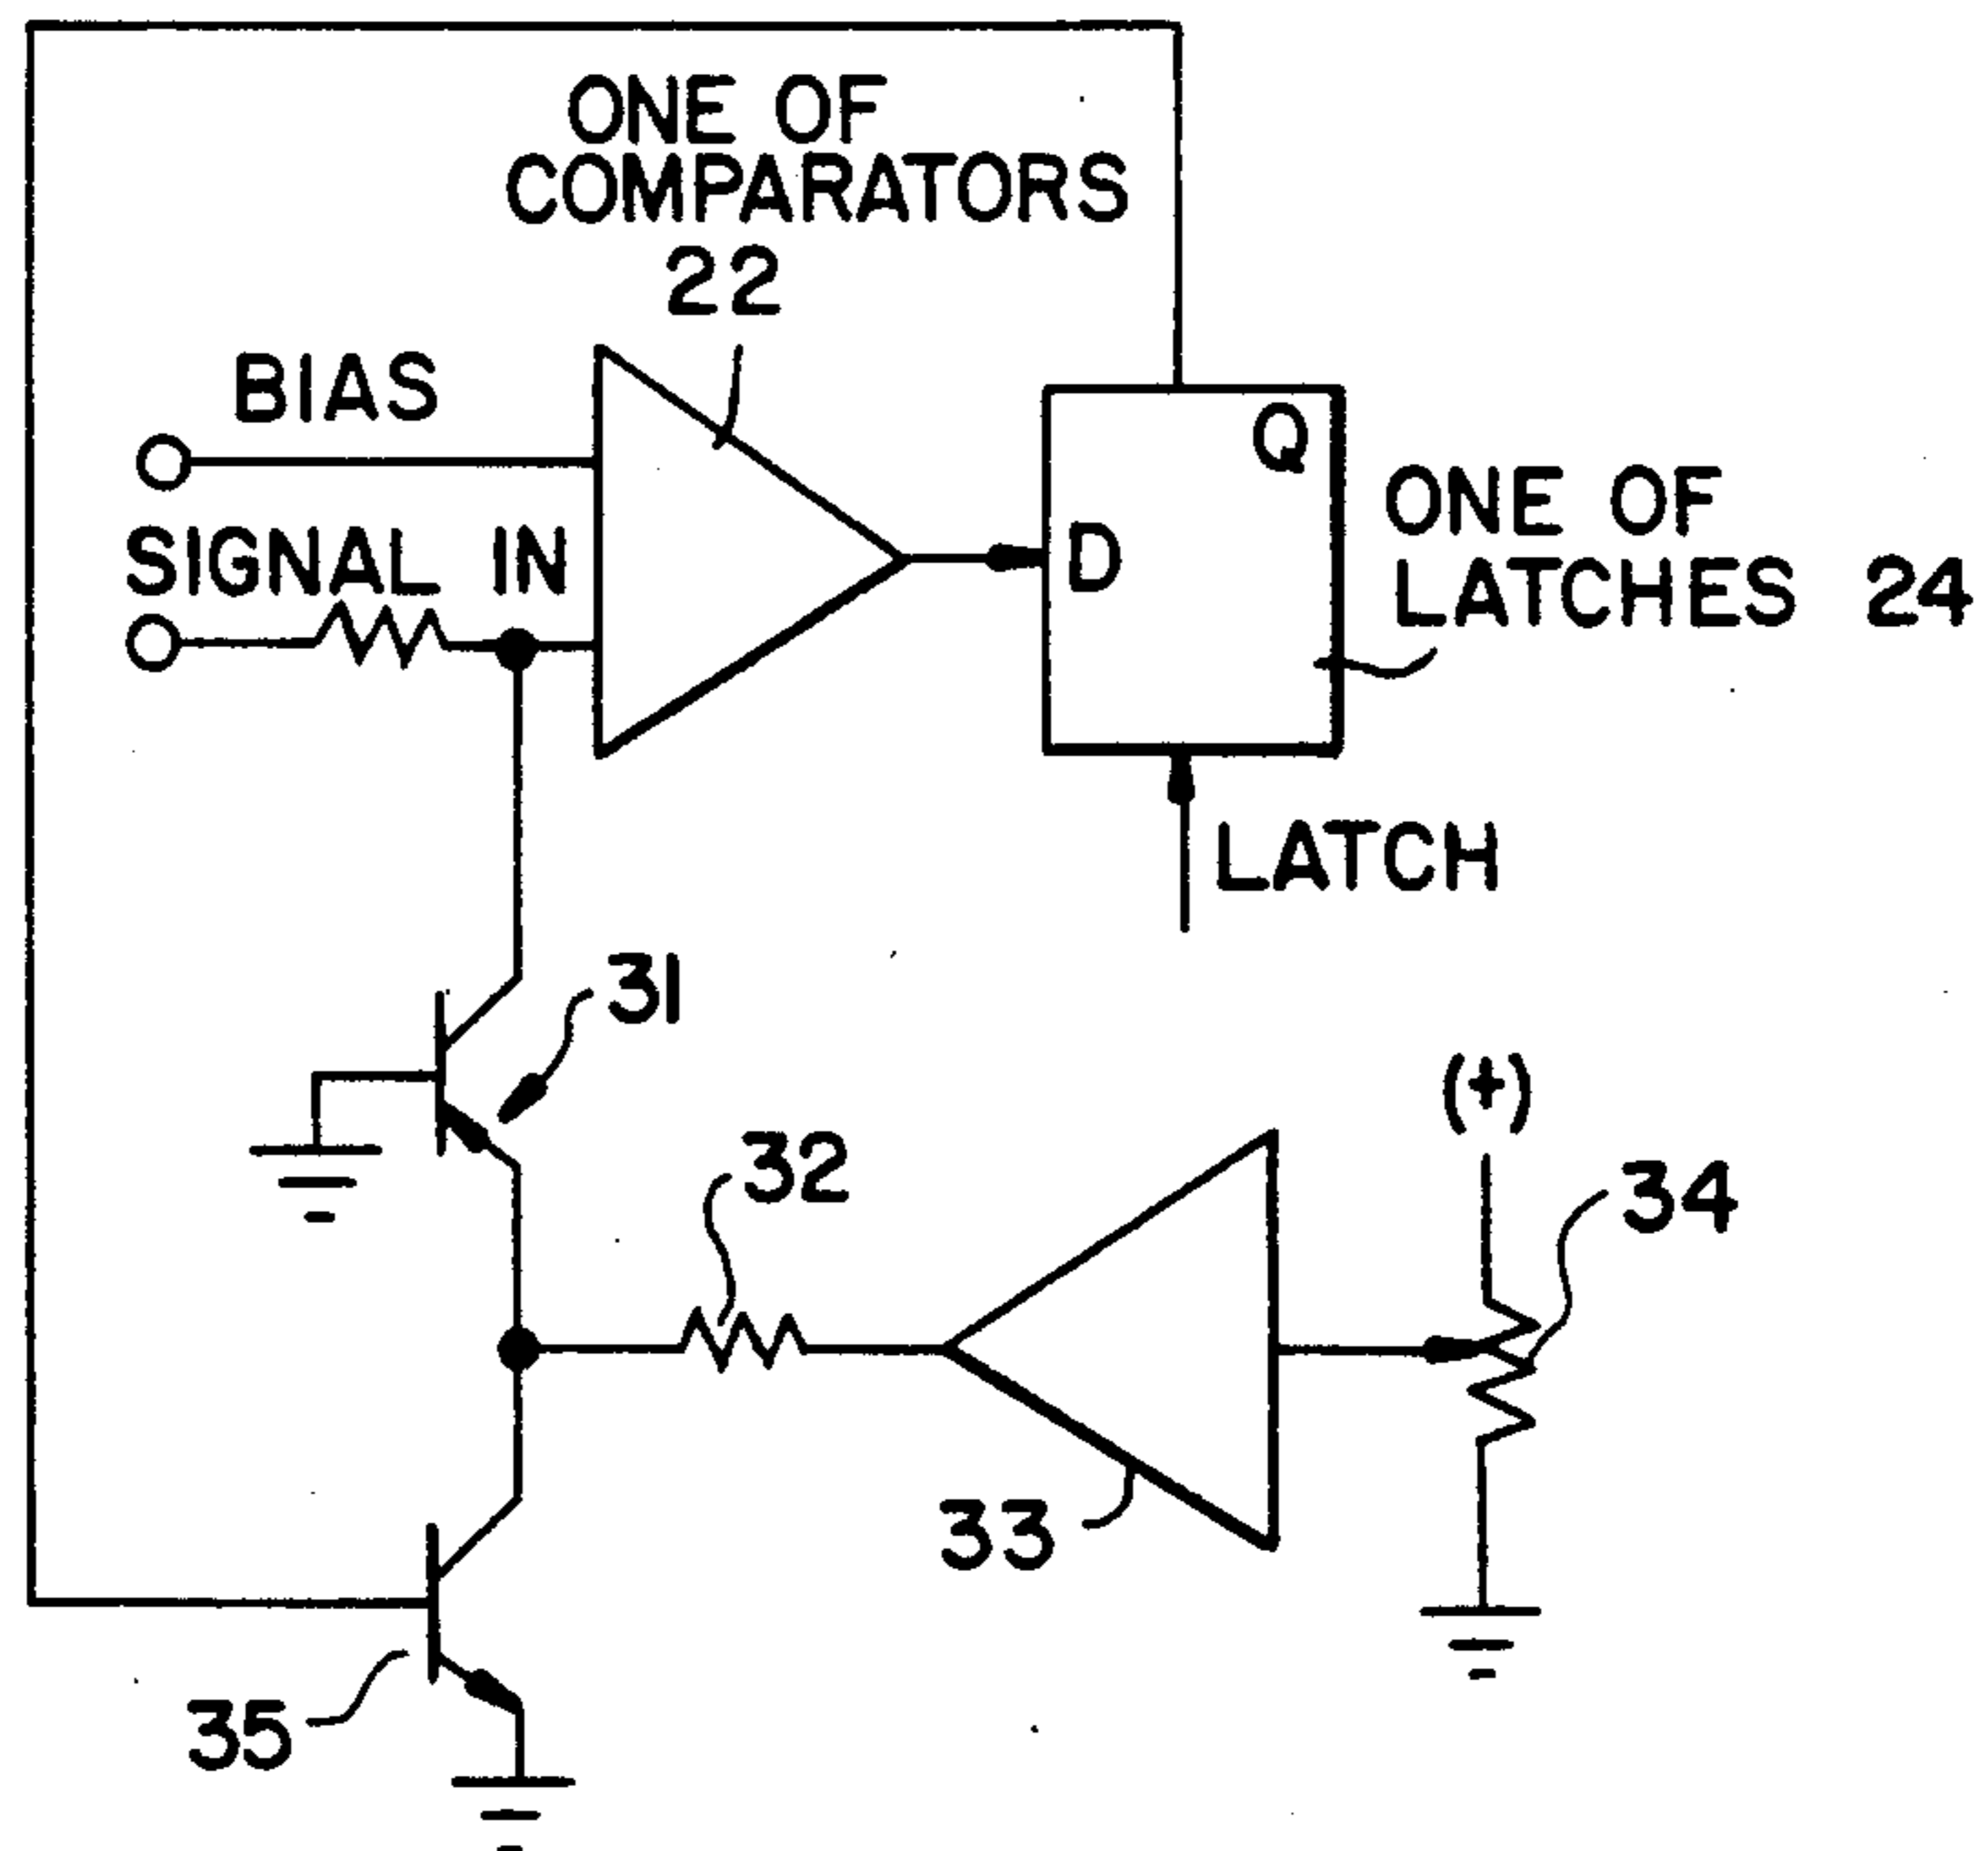 ONE OF
COMPARATORS
22
BIAS
Q
ONE OF
LATCHES 24
SIGNAL IN
D
LATCH
31
(+)
32
34
33
35